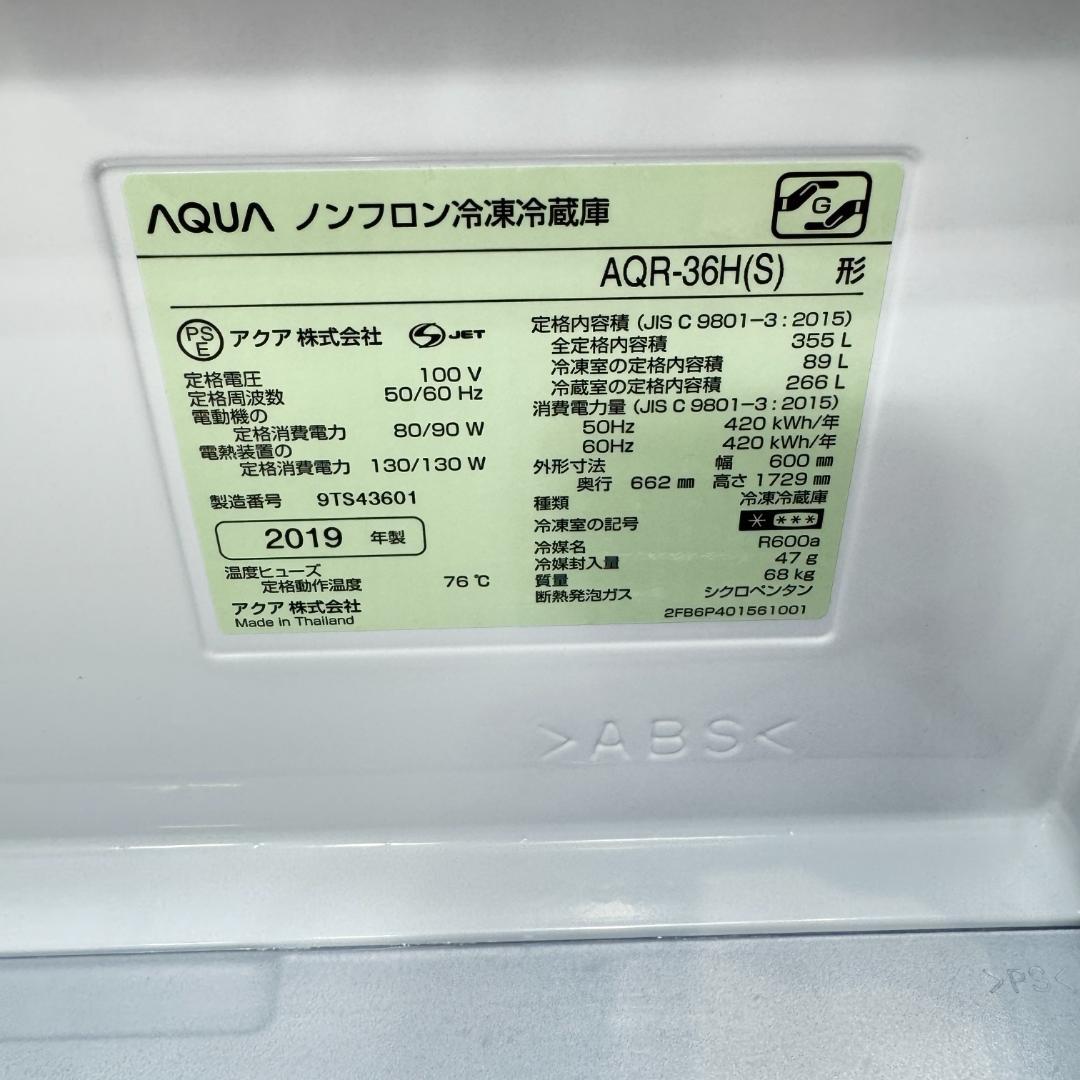 AQUA ノンフロン冷凍冷蔵庫
G
AQR-36H(S) 形
PS E アクア 株式会社 S JET
定格電圧 100 V
定格周波数 50/60 Hz
電動機の
定格消費電力 80/90 W
電熱装置の
定格消費電力 130/130 W
製造番号 9TS43601
2019 年製
温度ヒューズ
定格動作温度 76 ℃
アクア 株式会社
Made in Thailand
定格内容積 (JIS C 9801-3 : 2015)
全定格内容積 355 L
冷凍室の定格内容積 89 L
冷蔵室の定格内容積 266 L
消費電力量 (JIS C 9801-3 : 2015)
50Hz 420 kWh/年
60Hz 420 kWh/年
外形寸法 幅 600 mm
奥行 662 mm 高さ 1729 mm
種類 冷凍冷蔵庫
冷凍室の記号 * ***
冷媒名 R600a
冷媒封入量 47 g
質量 68 kg
断熱発泡ガス シクロペンタン
2FB6P401561001
>ABS<
>PS<